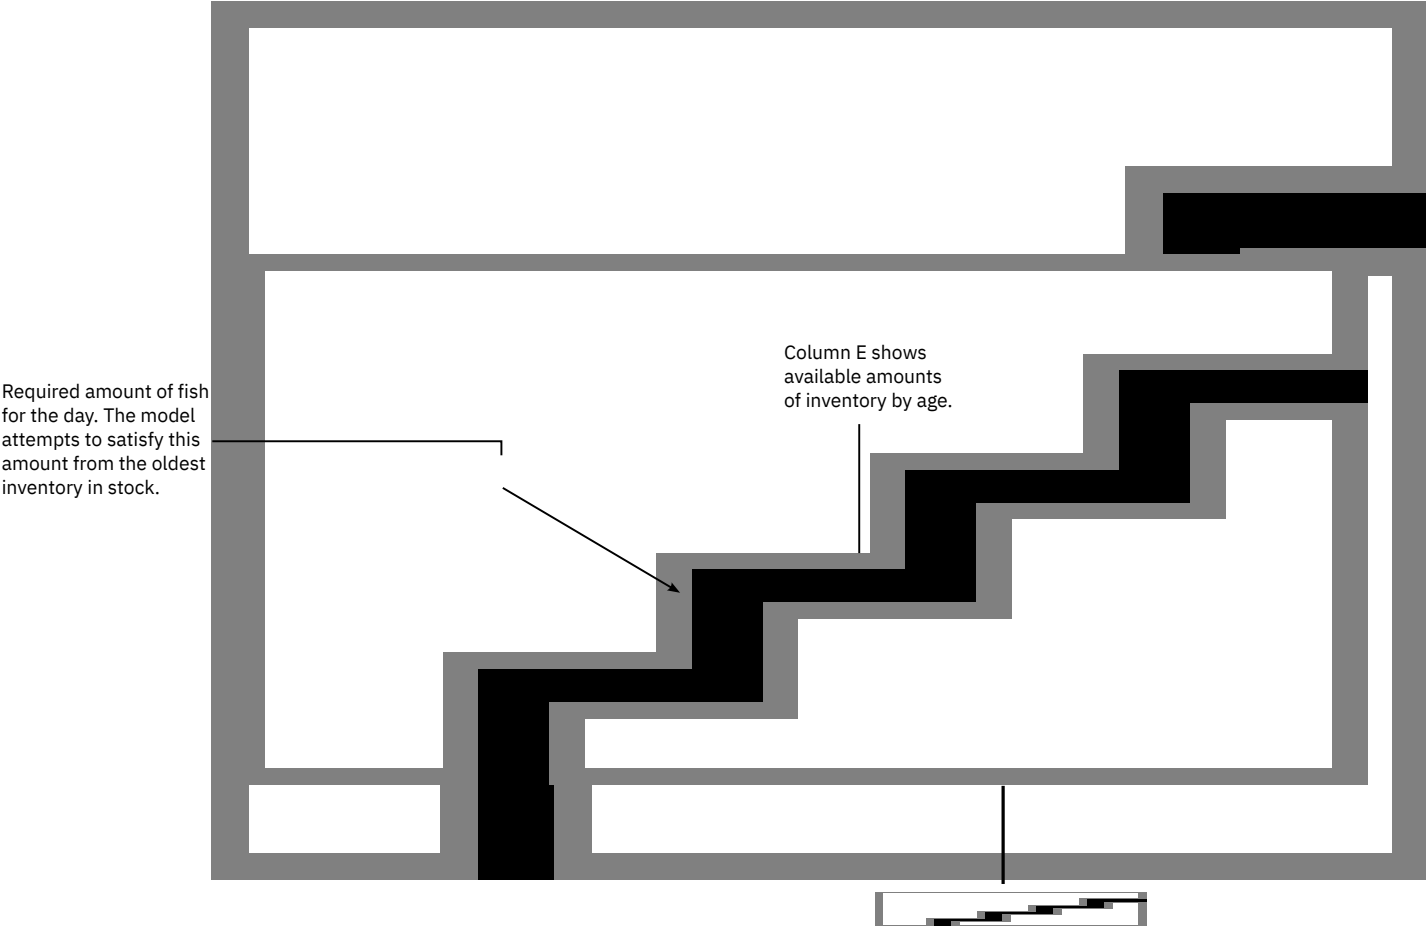 Required amount of fish
for the day. The model
attempts to satisfy this
amount from the oldest
inventory in stock.
Column E shows
available amounts
of inventory by age.